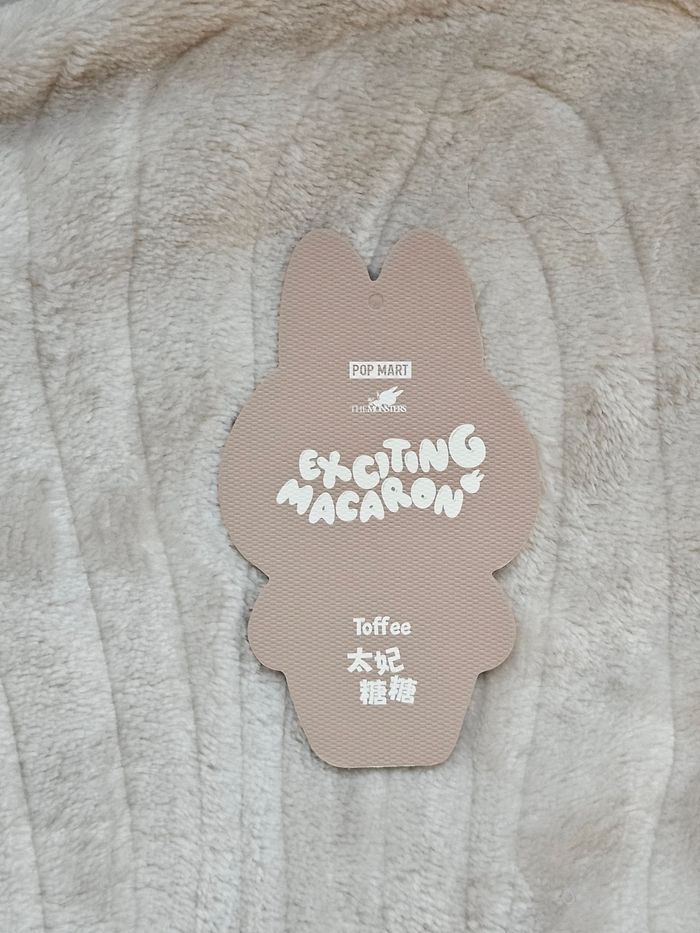 POP MART
THE MONSTERS
EXCITING
MACARON
Toffee
太妃
糖糖